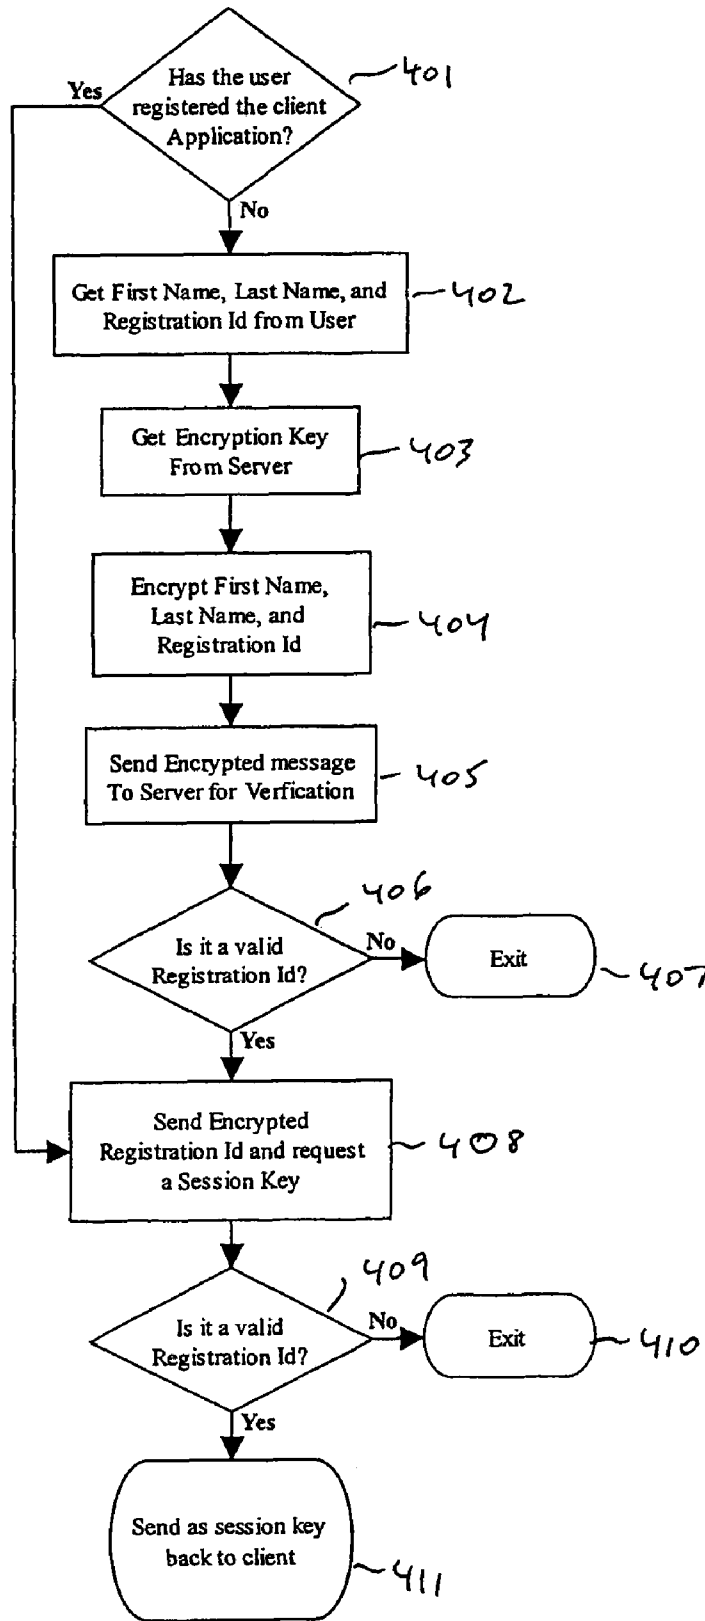 Has the user
registered the client
Application?
401
Yes
No
Get First Name, Last Name, and
Registration Id from User
402
Get Encryption Key
From Server
403
Encrypt First Name,
Last Name, and
Registration Id
404
Send Encrypted message
To Server for Verfication
405
406
Is it a valid
Registration Id?
No
Exit
407
Yes
Send Encrypted
Registration Id and request
a Session Key
408
409
Is it a valid
Registration Id?
No
Exit
410
Yes
Send as session key
back to client
411